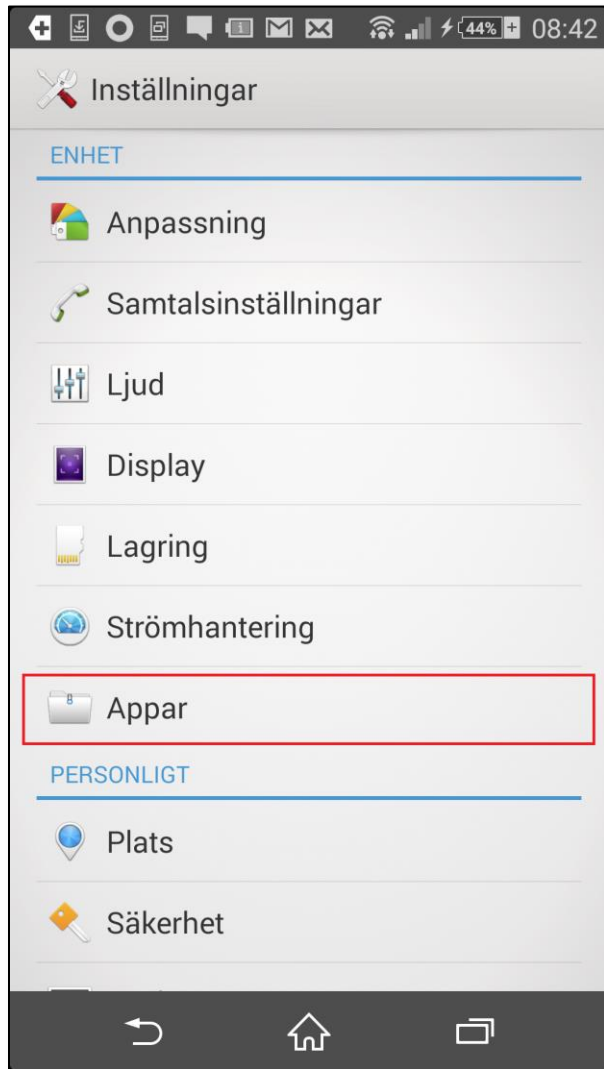 44%
08:42
Inställningar
ENHET
Anpassning
Samtalsinställningar
Ljud
Display
Lagring
Strömhantering
Appar
PERSONLIGT
Plats
Säkerhet